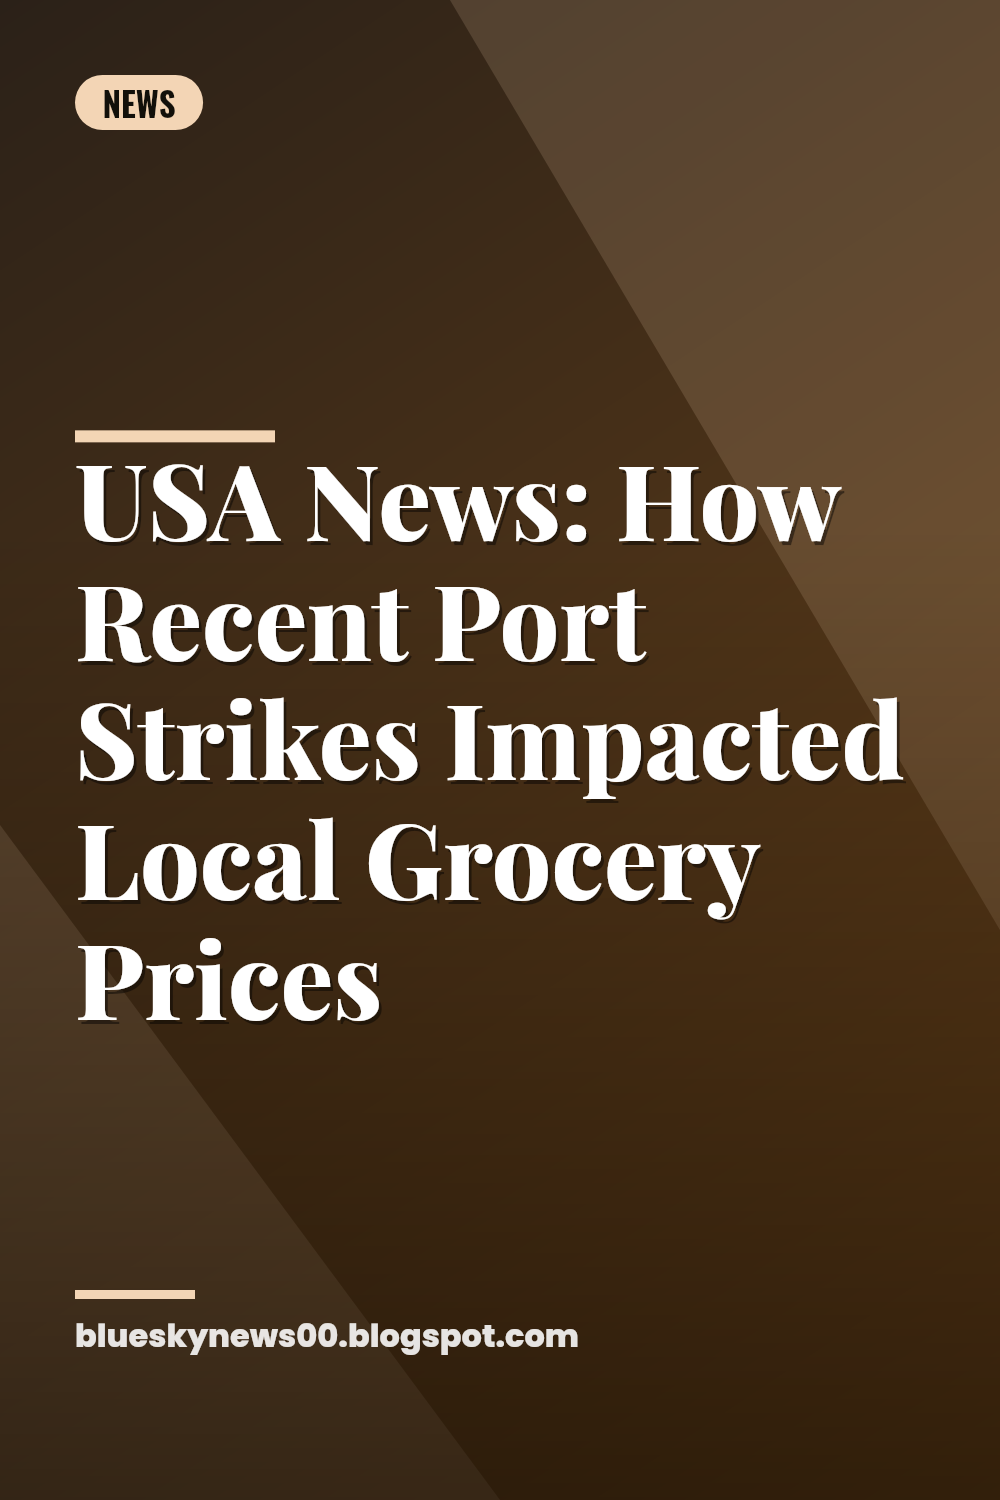 NEWS
USA News: How
Recent Port
Strikes Impacted
Local Grocery
Prices
blueskynews00.blogspot.com